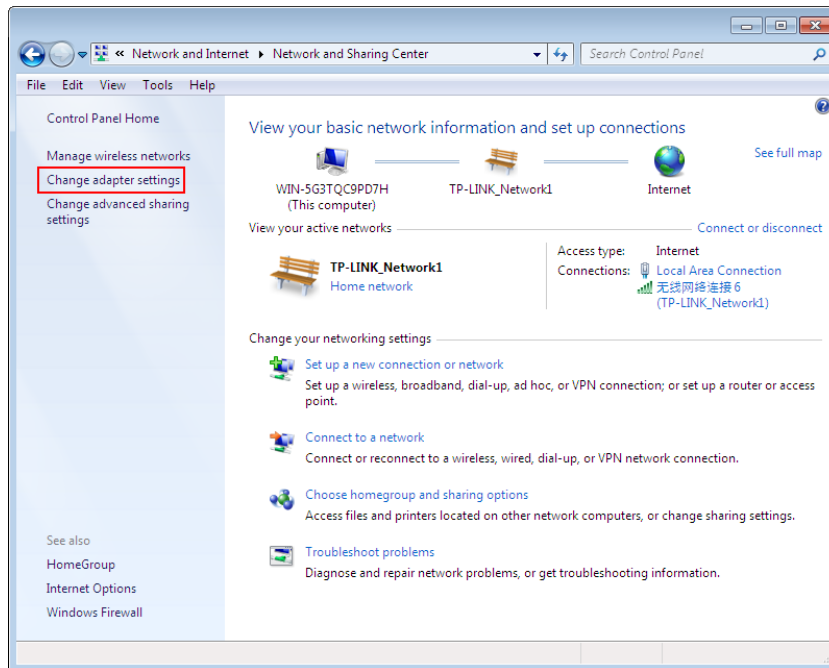 « Network and Internet ▸ Network and Sharing Center
Search Control Panel
File Edit View Tools Help
Control Panel Home
Manage wireless networks
Change adapter settings
Change advanced sharing
settings
View your basic network information and set up connections
See full map
WIN-5G3TQC9PD7H
(This computer)
TP-LINK_Network1
Internet
View your active networks
Connect or disconnect
TP-LINK_Network1
Home network
Access type: Internet
Connections: Local Area Connection
无线网络连接 6
(TP-LINK_Network1)
Change your networking settings
Set up a new connection or network
Set up a wireless, broadband, dial-up, ad hoc, or VPN connection; or set up a router or access
point.
Connect to a network
Connect or reconnect to a wireless, wired, dial-up, or VPN network connection.
Choose homegroup and sharing options
Access files and printers located on other network computers, or change sharing settings.
Troubleshoot problems
Diagnose and repair network problems, or get troubleshooting information.
See also
HomeGroup
Internet Options
Windows Firewall